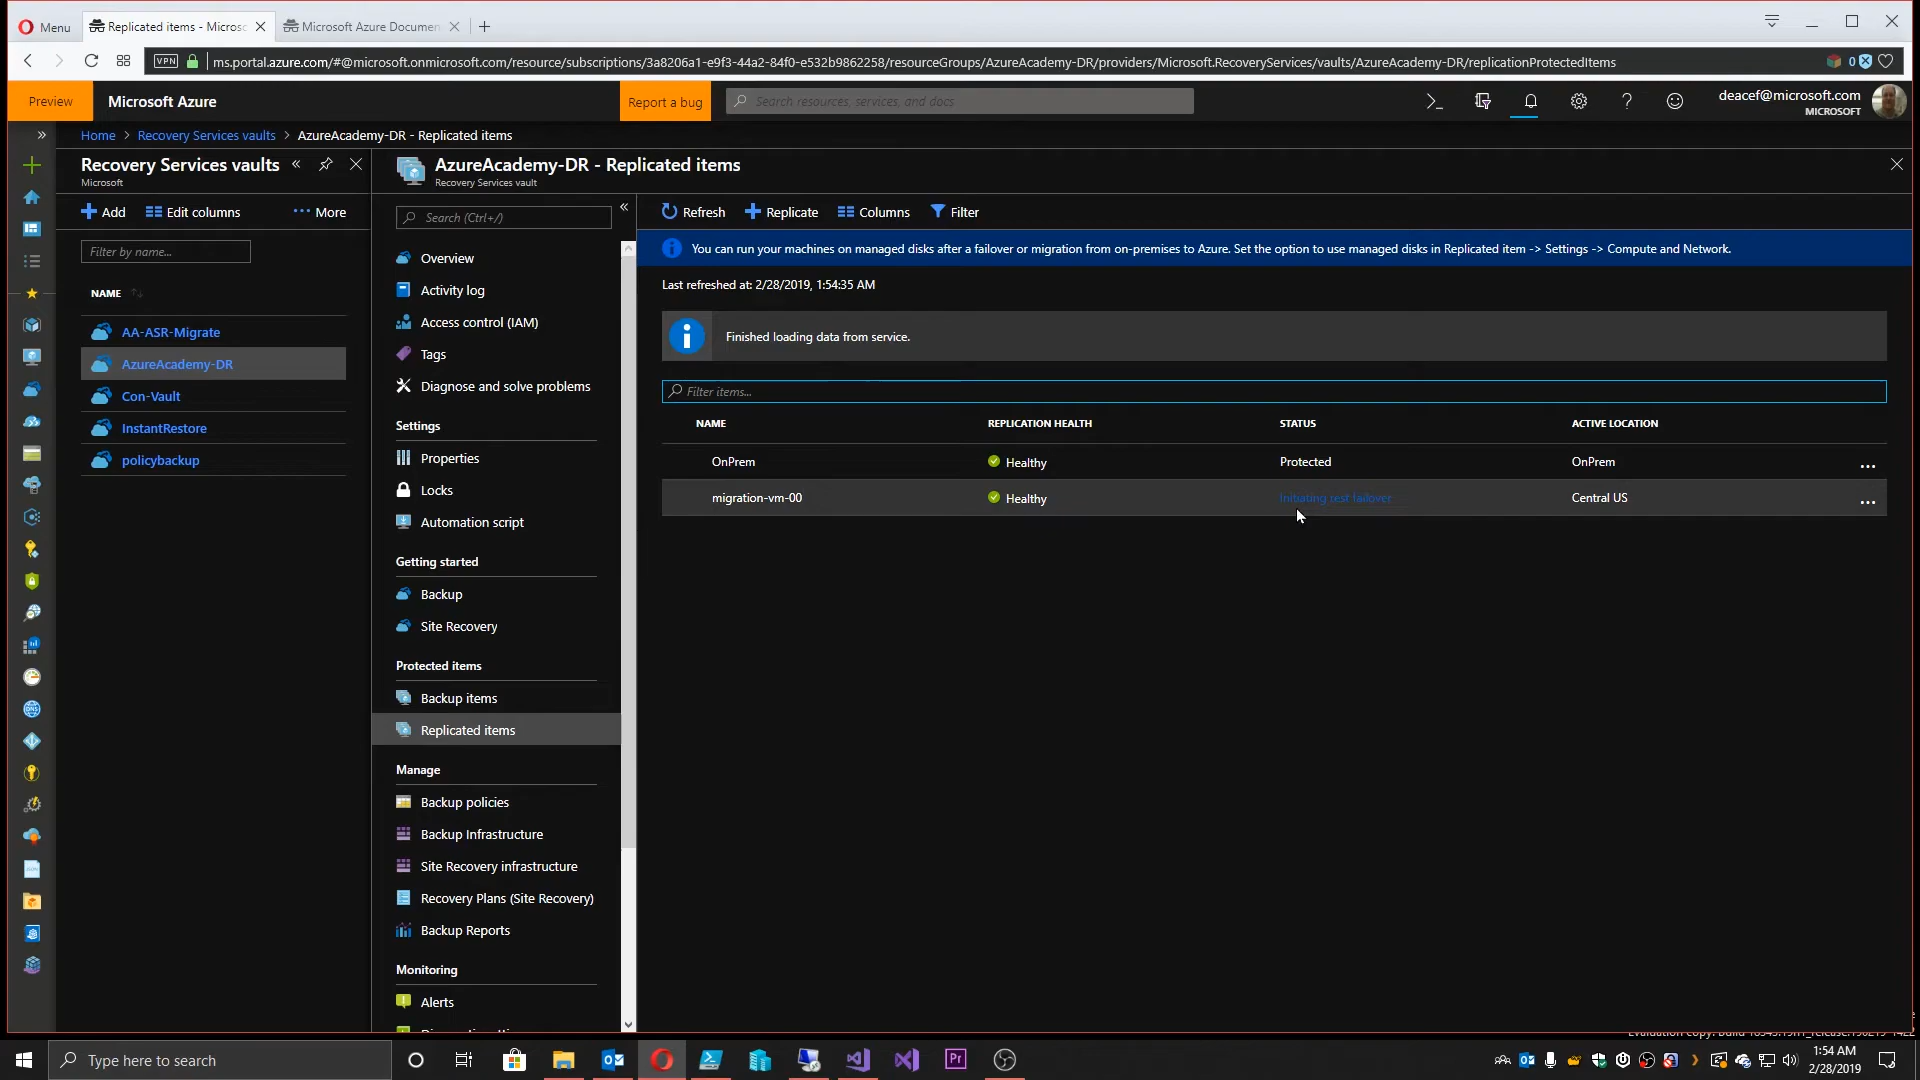 Menu
Replicated items - Microsc
Microsoft Azure Documen
VPN
ms.portal.azure.com/#@microsoft.onmicrosoft.com/resource/subscriptions/3a8206a1-e9f3-44a2-84f0-e532b9862258/resourceGroups/AzureAcademy-DR/providers/Microsoft.RecoveryServices/vaults/AzureAcademy-DR/replicationProtectedItems
0
Preview
Microsoft Azure
Report a bug
Search resources, services, and docs
deacef@microsoft.com
MICROSOFT
Home > Recovery Services vaults > AzureAcademy-DR - Replicated items
Recovery Services vaults
Microsoft
Add
Edit columns
More
Filter by name...
NAME
AA-ASR-Migrate
AzureAcademy-DR
Con-Vault
InstantRestore
policybackup
AzureAcademy-DR - Replicated items
Recovery Services vault
Search (Ctrl+/)
Overview
Activity log
Access control (IAM)
Tags
Diagnose and solve problems
Settings
Properties
Locks
Automation script
Getting started
Backup
Site Recovery
Protected items
Backup items
Replicated items
Manage
Backup policies
Backup Infrastructure
Site Recovery infrastructure
Recovery Plans (Site Recovery)
Backup Reports
Monitoring
Alerts
Refresh
Replicate
Columns
Filter
You can run your machines on managed disks after a failover or migration from on-premises to Azure. Set the option to use managed disks in Replicated item -> Settings -> Compute and Network.
Last refreshed at: 2/28/2019, 1:54:35 AM
Finished loading data from service.
Filter items...
NAME REPLICATION HEALTH STATUS ACTIVE LOCATION
OnPrem Healthy Protected OnPrem ...
migration-vm-00 Healthy Initiating test failover Central US ...
Type here to search
Pr
1:54 AM
2/28/2019